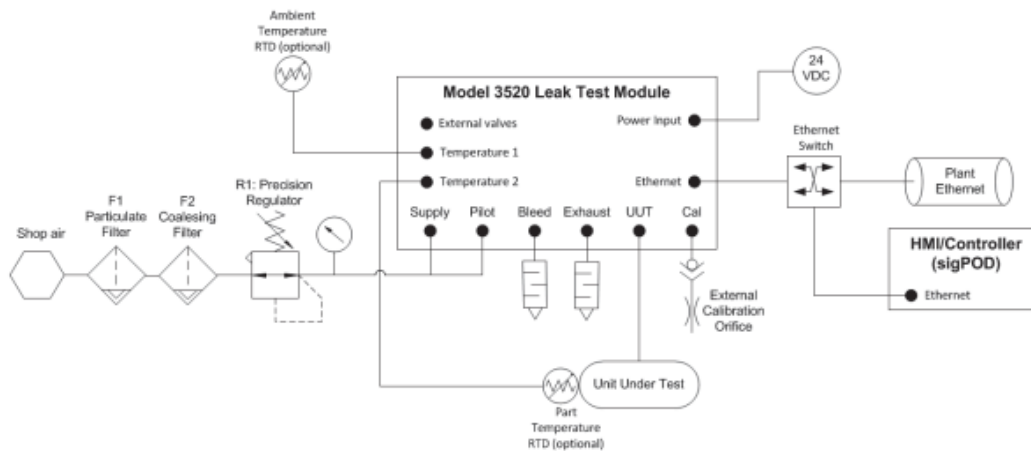 Ambient
Temperature
RTD (optional)
24
VDC
Model 3520 Leak Test Module
External valves
Power Input
Temperature 1
Ethernet
Switch
Temperature 2
Ethernet
Plant
Ethernet
R1: Precision
Regulator
F1
Particulate
Filter
F2
Coalesing
Filter
Shop air
Supply
Pilot
Bleed
Exhaust
UUT
Cal
HMI/Controller
(sigPOD)
Ethernet
External
Calibration
Orifice
Unit Under Test
Part
Temperature
RTD (optional)